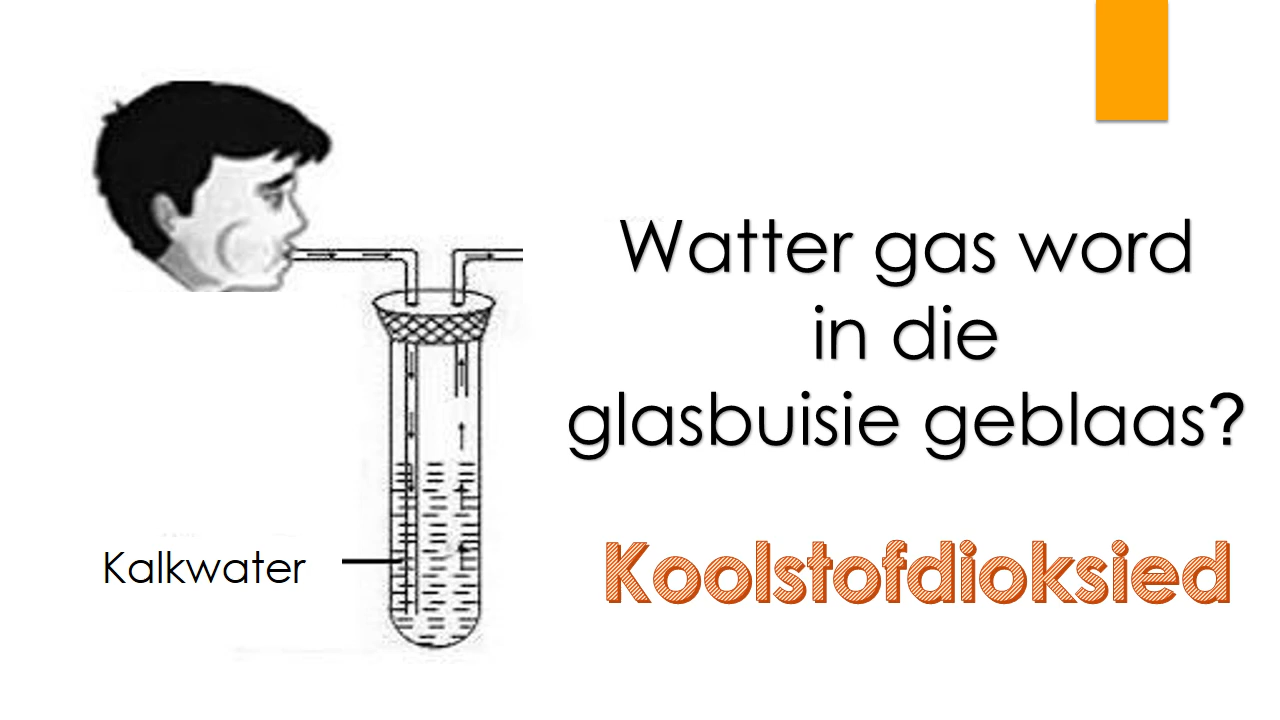 Watter gas word
in die
glasbuisie geblaas?
Kalkwater
Koolstofdioksied